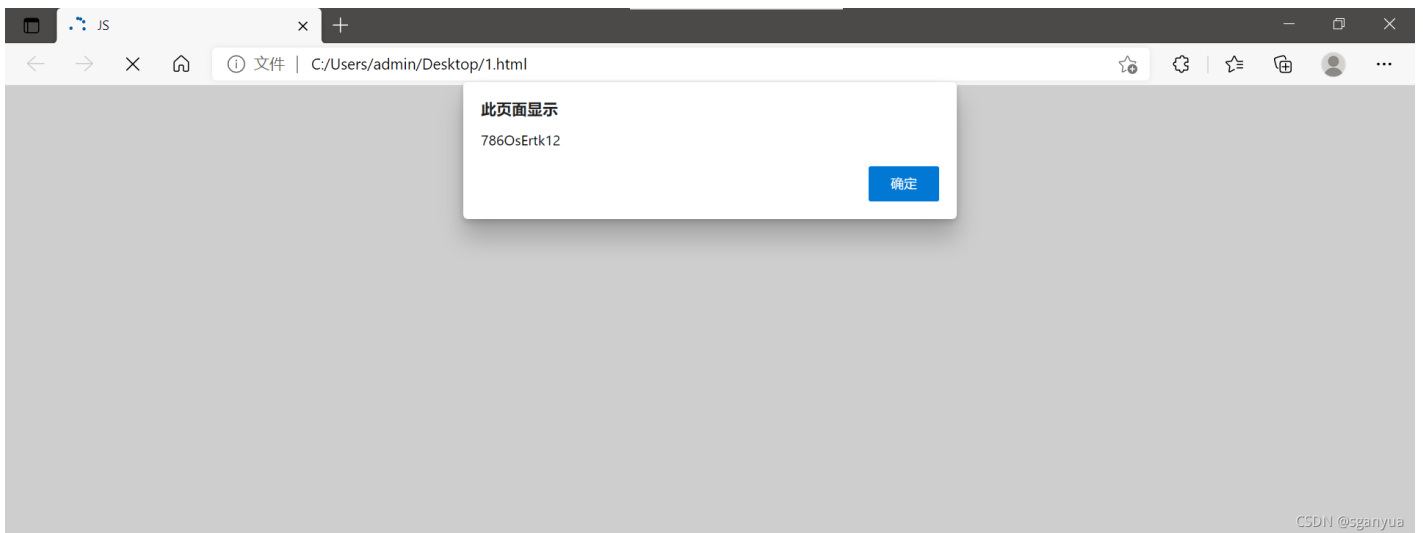 JS
文件 | C:/Users/admin/Desktop/1.html
此页面显示
786OsErtk12
确定
CSDN @sganyua